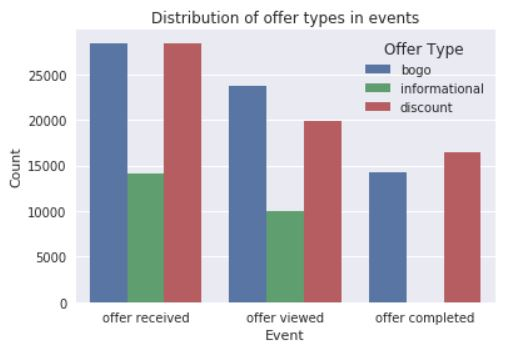 Distribution of offer types in events
Offer Type
bogo
informational
discount
25000
20000
15000
10000
5000
0
Count
offer received offer viewed offer completed
Event